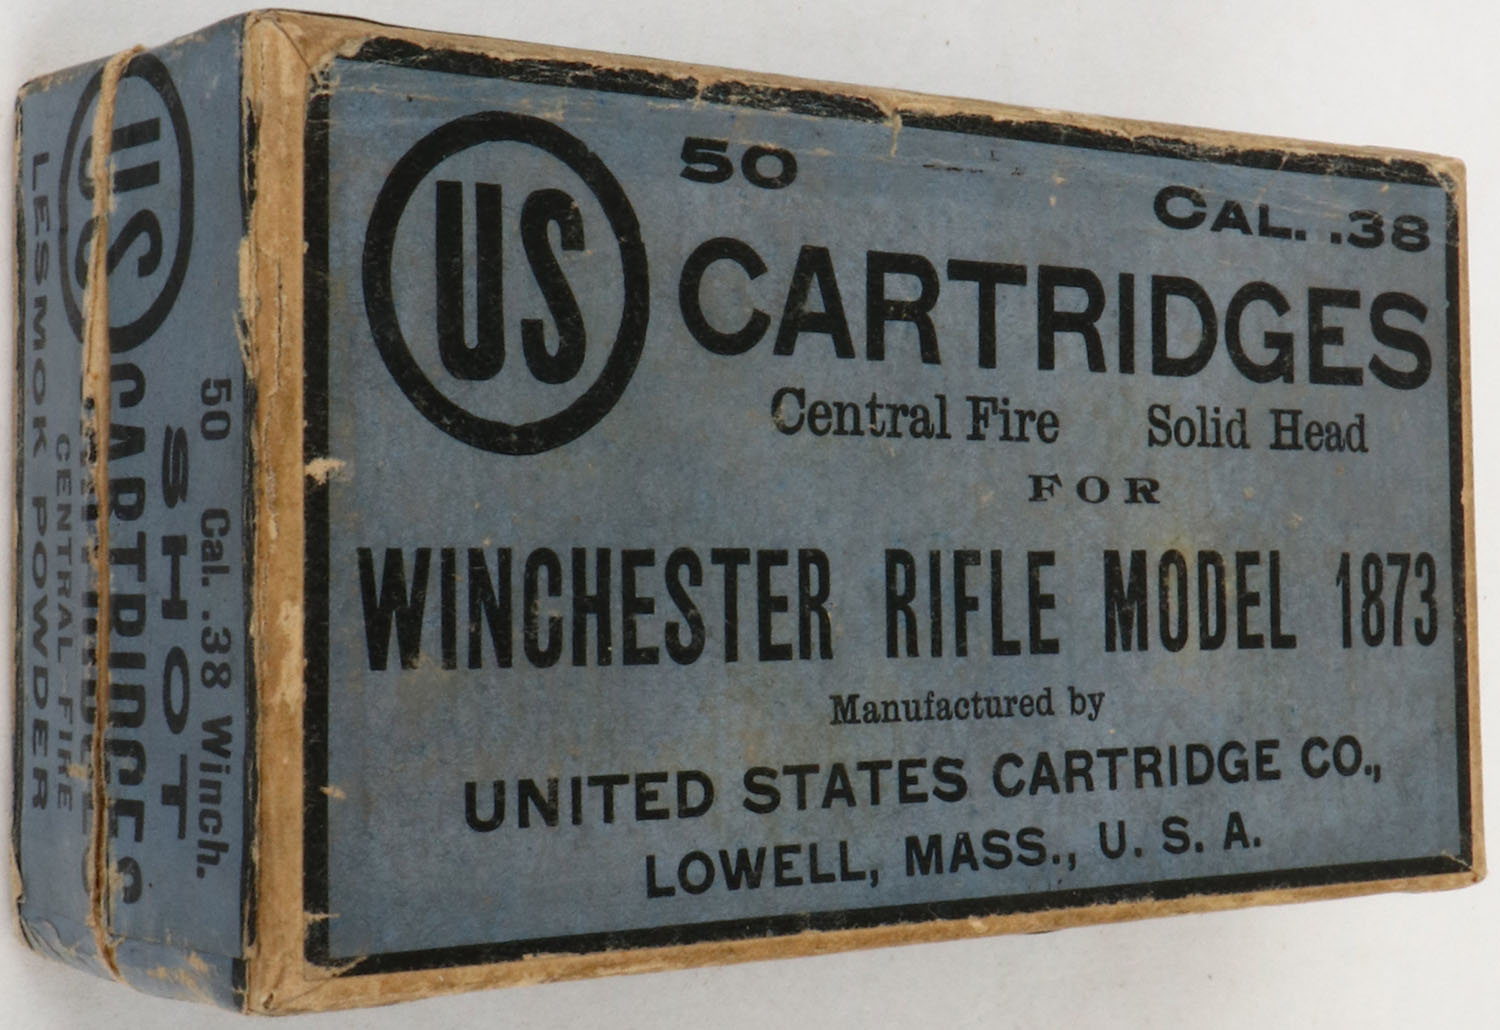 US
50
CAL. .38
CARTRIDGES
Central Fire Solid Head
FOR
WINCHESTER RIFLE MODEL 1873
Manufactured by
UNITED STATES CARTRIDGE CO.,
LOWELL, MASS., U. S. A.
50 Cal. .38 Winch.
SHOT
US CARTRIDGES
CENTRAL FIRE
LESMOK POWDER